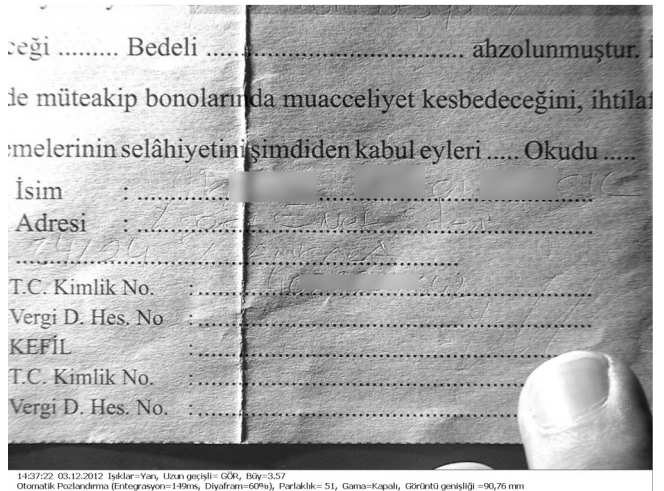 ceği ......... Bedeli ........................................... ahzolunmuştur.
de müteakip bonolarında muacceliyet kesbedeceğini, ihtilaf
emelerinin selâhiyetini şimdiden kabul eyleri ..... Okudu .....
İsim :
Adresi :
T.C. Kimlik No. :
Vergi D. Hes. No :
KEFİL :
T.C. Kimlik No. :
Vergi D. Hes. No. :
14:37:22 03.12.2012 Işıklar=Yan, Uzun geçişli= GÖR, Büy=3.57
Otomatik Pozlandırma (Entegrasyon=149ms, Diyafram=60%), Parlaklık= 51, Gama=Kapalı, Görüntü genişliği =90,76 mm